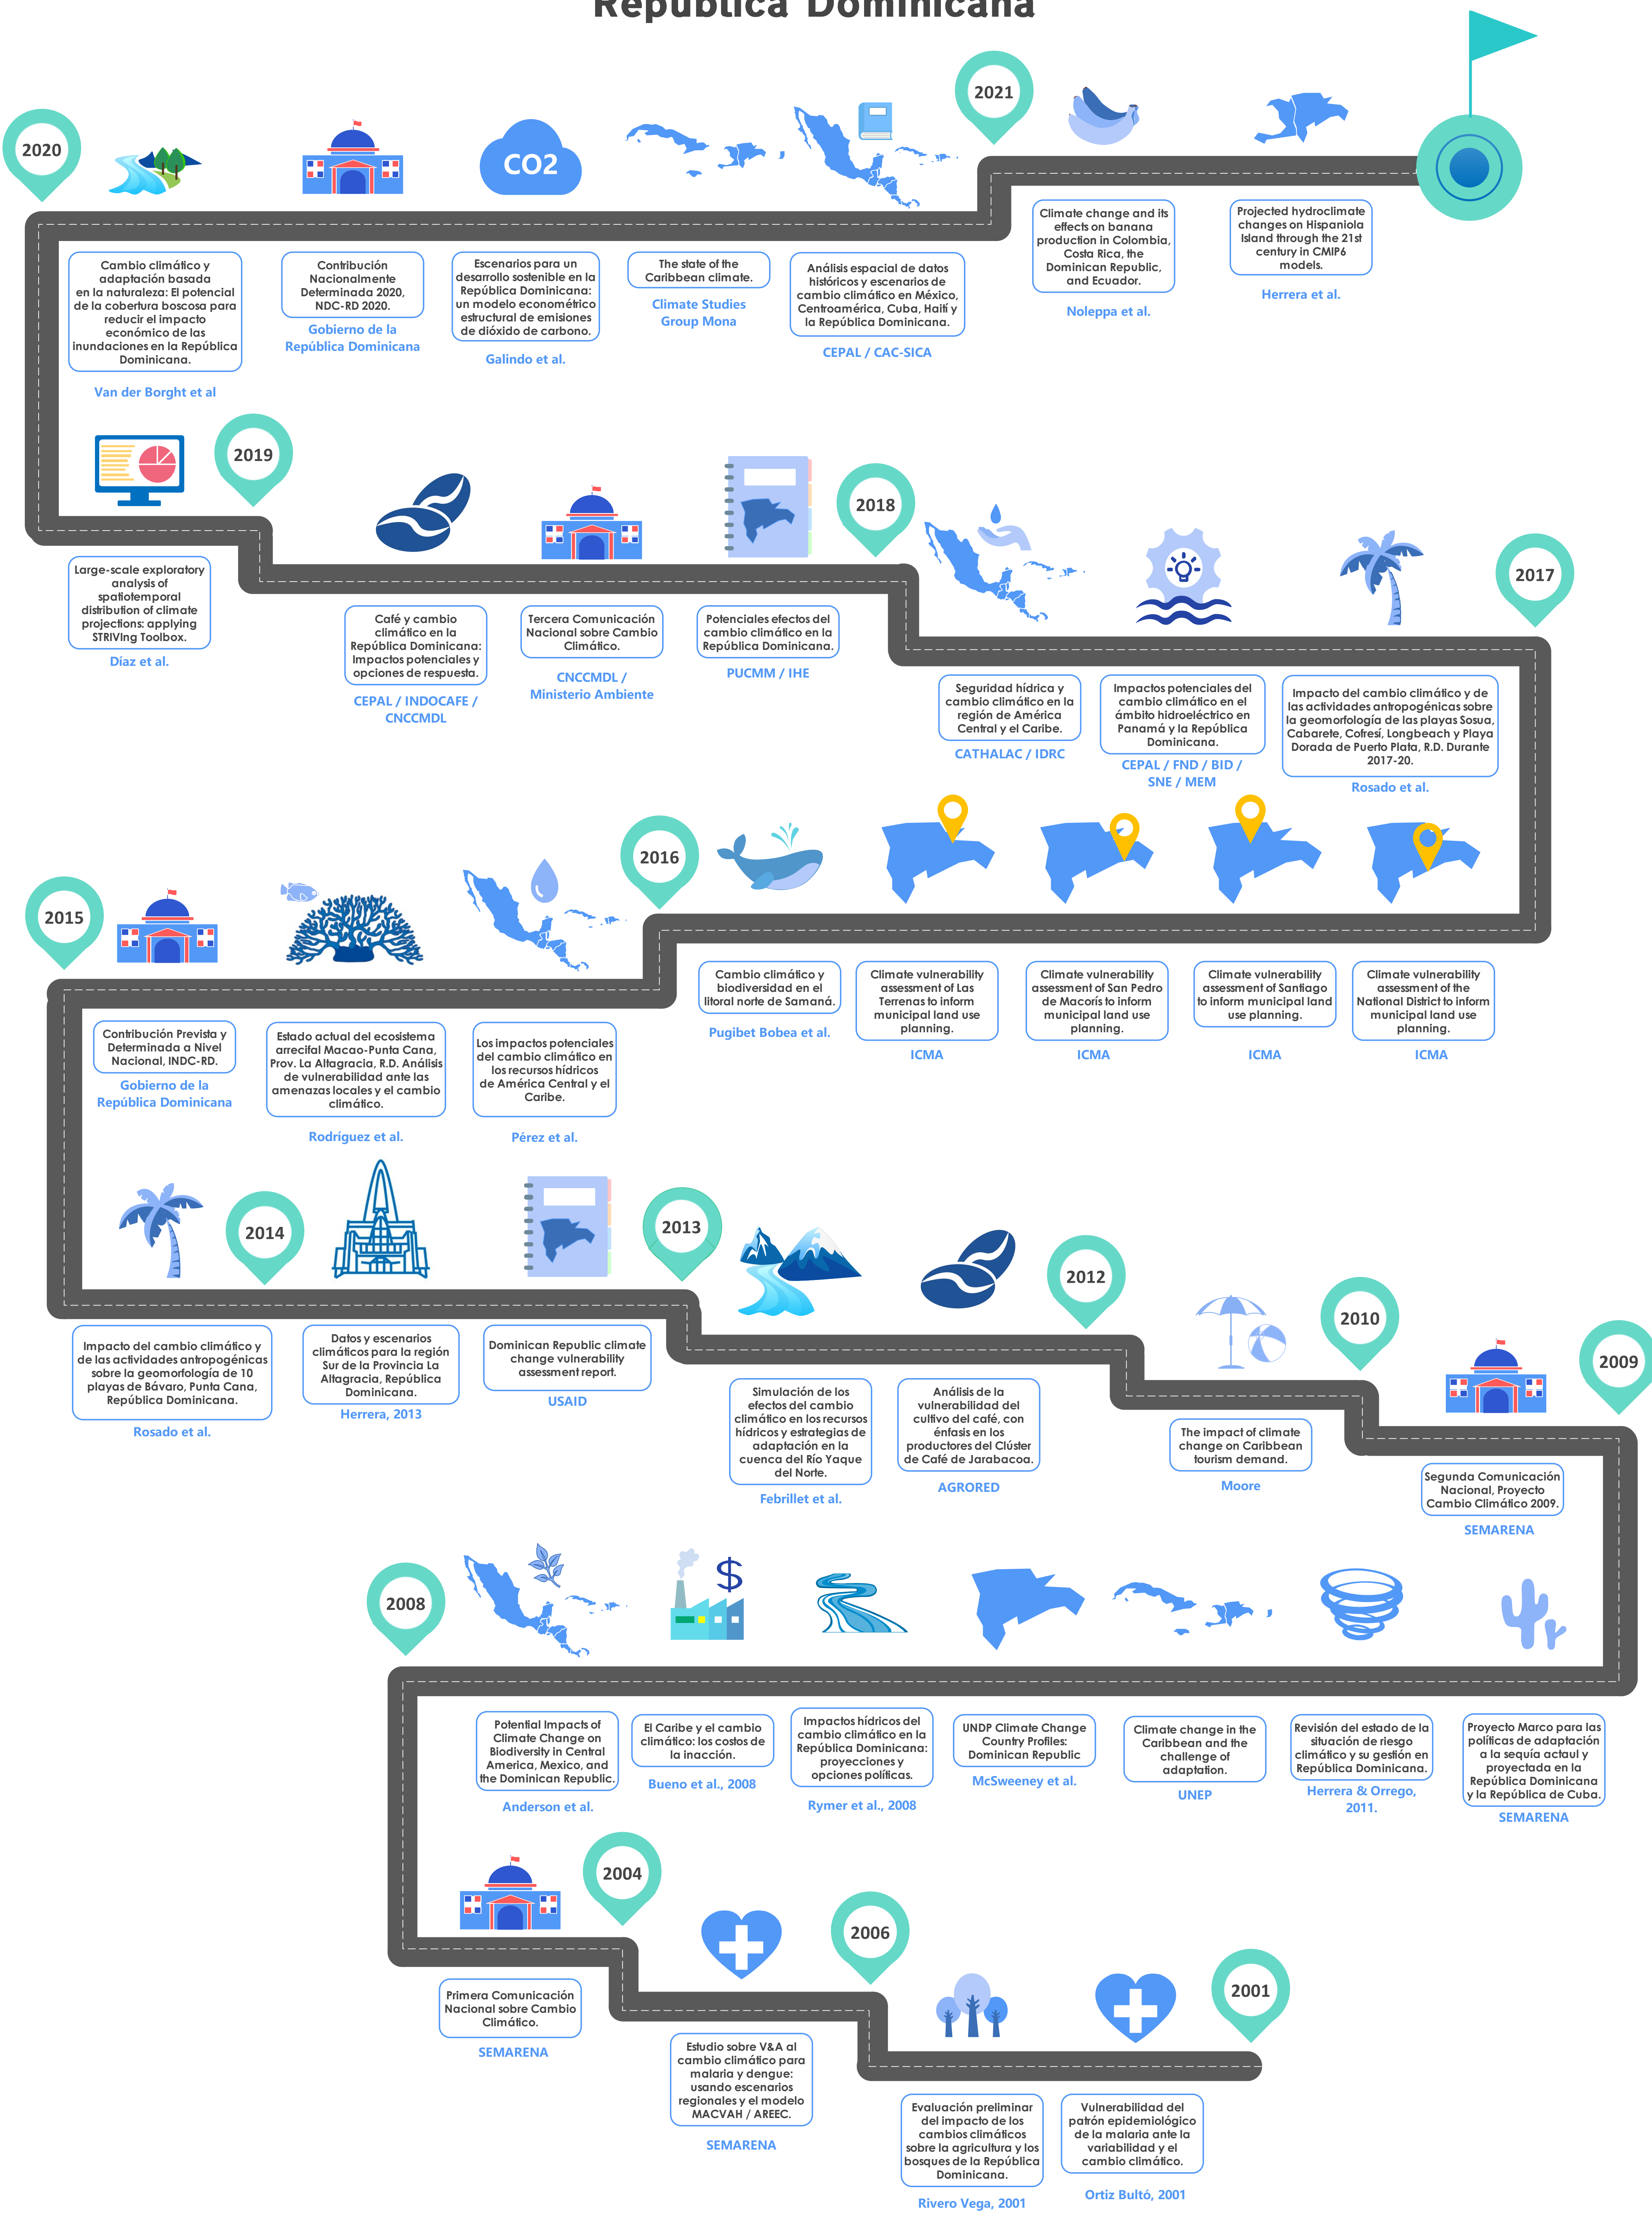 República Dominicana
2021
2020
CO2
Cambio climático y
adaptación basada
en la naturaleza: El potencial
de la cobertura boscosa para
reducir el impacto
económico de las
inundaciones en la República
Dominicana.
Van der Borght et al
Contribución
Nacionalmente
Determinada 2020,
NDC-RD 2020.
Gobierno de la
República Dominicana
Escenarios para un
desarrollo sostenible en la
República Dominicana:
un modelo econométrico
estructural de emisiones
de dióxido de carbono.
Galindo et al.
The state of the
Caribbean climate.
Climate Studies
Group Mona
Análisis espacial de datos
históricos y escenarios de
cambio climático en México,
Centroamérica, Cuba, Haití y
la República Dominicana.
CEPAL / CAC-SICA
Climate change and its
effects on banana
production in Colombia,
Costa Rica, the
Dominican Republic,
and Ecuador.
Noleppa et al.
Projected hydroclimate
changes on Hispaniola
Island through the 21st
century in CMIP6
models.
Herrera et al.
2019
2018
2017
Large-scale exploratory
analysis of
spatiotemporal
distribution of climate
projections: applying
STRIVIng Toolbox.
Díaz et al.
Café y cambio
climático en la
República Dominicana:
Impactos potenciales y
opciones de respuesta.
CEPAL / INDOCAFE /
CNCCMDL
Tercera Comunicación
Nacional sobre Cambio
Climático.
CNCCMDL /
Ministerio Ambiente
Potenciales efectos del
cambio climático en la
República Dominicana.
PUCMM / IHE
Seguridad hídrica y
cambio climático en la
región de América
Central y el Caribe.
CATHALAC / IDRC
Impactos potenciales del
cambio climático en el
ámbito hidroeléctrico en
Panamá y la República
Dominicana.
CEPAL / FND / BID /
SNE / MEM
Impacto del cambio climático y de
las actividades antropogénicas sobre
la geomorfología de las playas Sosua,
Cabarete, Cofresí, Longbeach y Playa
Dorada de Puerto Plata, R.D. Durante
2017-20.
Rosado et al.
2016
2015
Contribución Prevista y
Determinada a Nivel
Nacional, INDC-RD.
Gobierno de la
República Dominicana
Estado actual del ecosistema
arrecifal Macao-Punta Cana,
Prov. La Altagracia, R.D. Análisis
de vulnerabilidad ante las
amenazas locales y el cambio
climático.
Rodríguez et al.
Los impactos potenciales
del cambio climático en
los recursos hídricos
de América Central y el
Caribe.
Pérez et al.
Cambio climático y
biodiversidad en el
litoral norte de Samaná.
Pugibet Bobea et al.
Climate vulnerability
assessment of Las
Terrenas to inform
municipal land use
planning.
ICMA
Climate vulnerability
assessment of San Pedro
de Macorís to inform
municipal land use
planning.
ICMA
Climate vulnerability
assessment of Santiago
to inform municipal land
use planning.
ICMA
Climate vulnerability
assessment of the
National District to inform
municipal land use
planning.
ICMA
2014
2013
2012
2010
2009
Impacto del cambio climático y
de las actividades antropogénicas
sobre la geomorfología de 10
playas de Bávaro, Punta Cana,
República Dominicana.
Rosado et al.
Datos y escenarios
climáticos para la región
Sur de la Provincia La
Altagracia, República
Dominicana.
Herrera, 2013
Dominican Republic climate
change vulnerability
assessment report.
USAID
Simulación de los
efectos del cambio
climático en los recursos
hídricos y estrategias de
adaptación en la
cuenca del Río Yaque
del Norte.
Febrillet et al.
Análisis de la
vulnerabilidad del
cultivo del café, con
énfasis en los
productores del Clúster
de Café de Jarabacoa.
AGRORED
The impact of climate
change on Caribbean
tourism demand.
Moore
Segunda Comunicación
Nacional, Proyecto
Cambio Climático 2009.
SEMARENA
2008
$
Potential Impacts of
Climate Change on
Biodiversity in Central
America, Mexico, and
the Dominican Republic.
Anderson et al.
El Caribe y el cambio
climático: los costos de
la inacción.
Bueno et al., 2008
Impactos hídricos del
cambio climático en la
República Dominicana:
proyecciones y
opciones políticas.
Rymer et al., 2008
UNDP Climate Change
Country Profiles:
Dominican Republic
McSweeney et al.
Climate change in the
Caribbean and the
challenge of
adaptation.
UNEP
Revisión del estado de la
situación de riesgo
climático y su gestión en
República Dominicana.
Herrera & Orrego,
2011.
Proyecto Marco para las
políticas de adaptación
a la sequía actaul y
proyectada en la
República Dominicana
y la República de Cuba.
SEMARENA
2004
2006
2001
Primera Comunicación
Nacional sobre Cambio
Climático.
SEMARENA
Estudio sobre V&A al
cambio climático para
malaria y dengue:
usando escenarios
regionales y el modelo
MACVAH / AREEC.
SEMARENA
Evaluación preliminar
del impacto de los
cambios climáticos
sobre la agricultura y los
bosques de la República
Dominicana.
Rivero Vega, 2001
Vulnerabilidad del
patrón epidemiológico
de la malaria ante la
variabilidad y el
cambio climático.
Ortiz Bultó, 2001